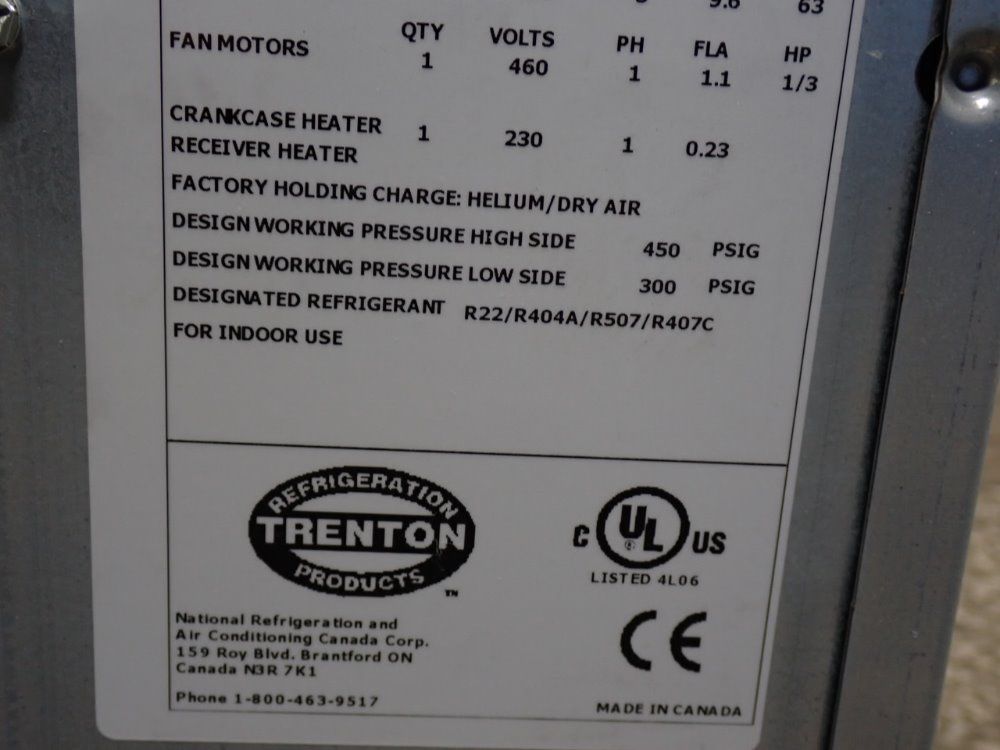 9.6 63
QTY VOLTS PH FLA HP
FAN MOTORS 1 460 1 1.1 1/3
CRANKCASE HEATER 1 230 1 0.23
RECEIVER HEATER
FACTORY HOLDING CHARGE: HELIUM/DRY AIR
DESIGN WORKING PRESSURE HIGH SIDE 450 PSIG
DESIGN WORKING PRESSURE LOW SIDE 300 PSIG
DESIGNATED REFRIGERANT R22/R404A/R507/R407C
FOR INDOOR USE
REFRIGERATION
TRENTON
PRODUCTS ™
C UL ® US
LISTED 4L06
National Refrigeration and
Air Conditioning Canada Corp.
159 Roy Blvd. Brantford ON
Canada N3R 7K1
Phone 1-800-463-9517
CE
MADE IN CANADA